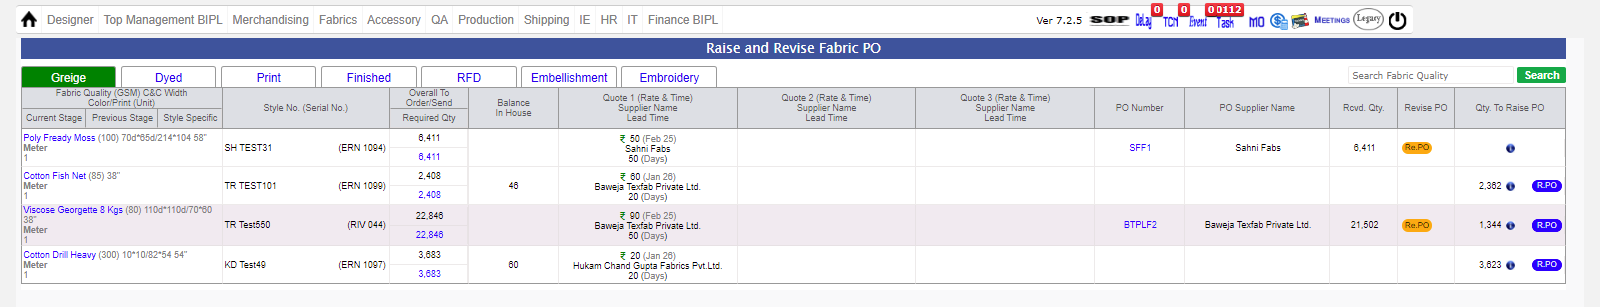 Designer Top Management BIPL Merchandising Fabrics Accessory QA Production Shipping IE HR IT Finance BIPL Ver 7.2.5 SOP Delay 0 TCN 0 Event Task MO MEETINGS Legacy
Raise and Revise Fabric PO
Greige Dyed Print Finished RFD Embellishment Embroidery Search Fabric Quality Search
Fabric Quality (GSM) C&C Width
Color/Print (Unit)
Current Stage Previous Stage Style Specific
Style No. (Serial No.)
Overall To
Order/Send
Required Qty
Balance
In House
Quote 1 (Rate & Time)
Supplier Name
Lead Time
Quote 2 (Rate & Time)
Supplier Name
Lead Time
Quote 3 (Rate & Time)
Supplier Name
Lead Time
PO Number
PO Supplier Name
Rcvd. Qty.
Revise PO
Qty. To Raise PO
Poly Fready Moss (100) 70d*65d/214*104 58"
Meter
1
SH TEST31 (ERN 1094)
6,411
6,411
₹ 50 (Feb 25)
Sahni Fabs
50 (Days)
SFF1
Sahni Fabs
6,411
Re.PO
Cotton Fish Net (85) 38"
Meter
1
TR TEST101 (ERN 1099)
2,408
2,408
46
₹ 60 (Jan 26)
Baweja Texfab Private Ltd.
20 (Days)
2,362
R.PO
Viscose Georgette 8 Kgs (80) 110d*110d/70*60
38"
Meter
1
TR Test550 (RIV 044)
22,846
22,846
₹ 90 (Feb 25)
Baweja Texfab Private Ltd.
50 (Days)
BTPLF2
Baweja Texfab Private Ltd.
21,502
Re.PO
1,344
R.PO
Cotton Drill Heavy (300) 10*10/82*54 54"
Meter
1
KD Test49 (ERN 1097)
3,683
3,683
60
₹ 20 (Jan 26)
Hukam Chand Gupta Fabrics Pvt.Ltd.
20 (Days)
3,623
R.PO